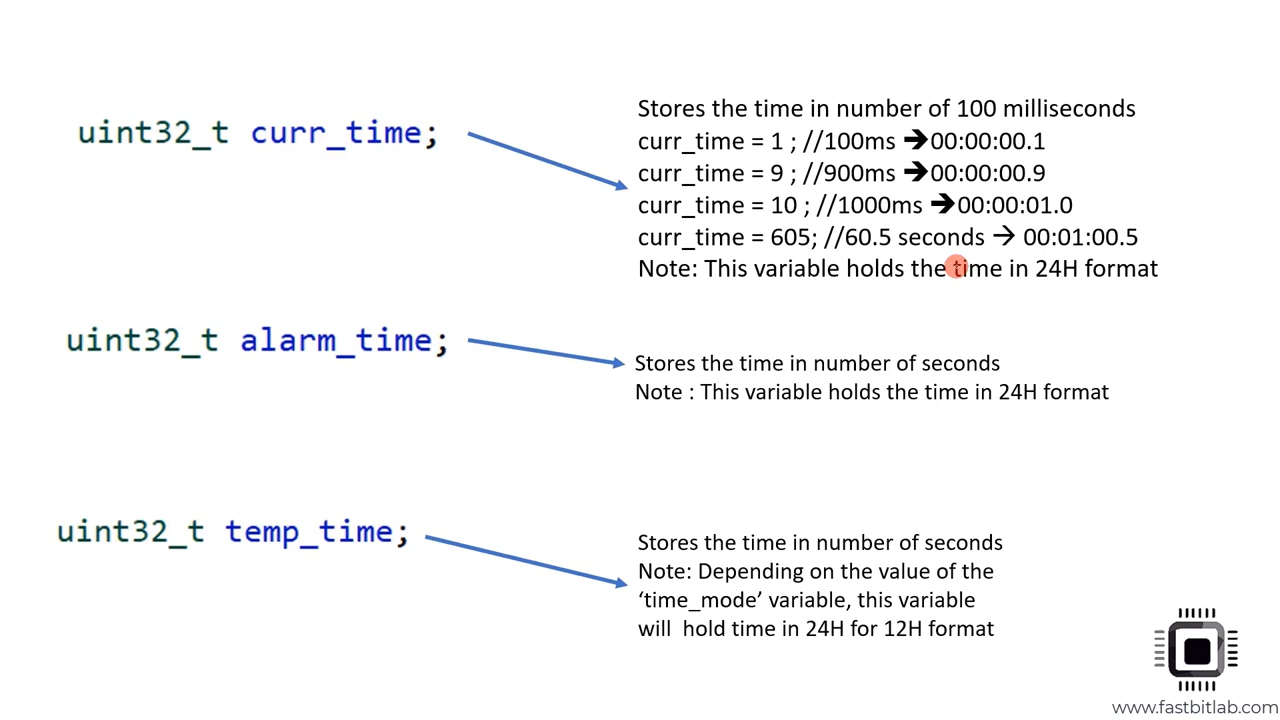 uint32_t curr_time;
Stores the time in number of 100 milliseconds
curr_time = 1 ; //100ms 🡺00:00:00.1
curr_time = 9 ; //900ms 🡺00:00:00.9
curr_time = 10 ; //1000ms 🡺00:00:01.0
curr_time = 605; //60.5 seconds → 00:01:00.5
Note: This variable holds the time in 24H format
uint32_t alarm_time;
Stores the time in number of seconds
Note : This variable holds the time in 24H format
uint32_t temp_time;
Stores the time in number of seconds
Note: Depending on the value of the
‘time_mode’ variable, this variable
will  hold time in 24H for 12H format
www.fastbitlab.com